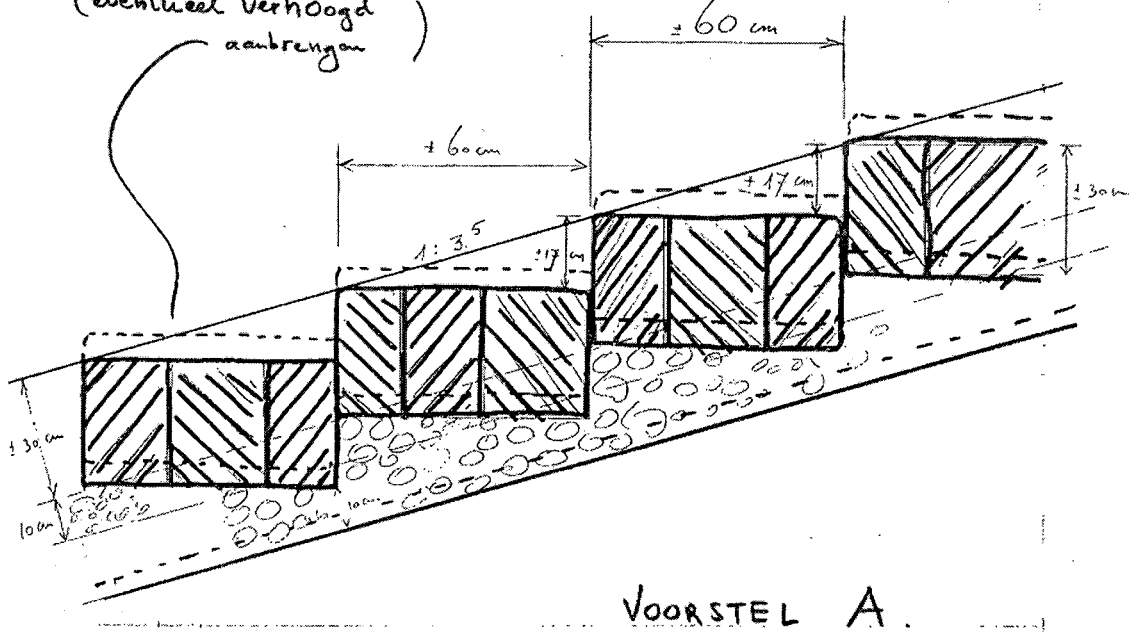 (eventueel verhoogd
aanbrengen )
± 60 cm
± 60 cm
± 17 cm
± 30 cm
1 : 3.5
±17 cm
± 30 cm
10 cm
10 cm
VOORSTEL A.